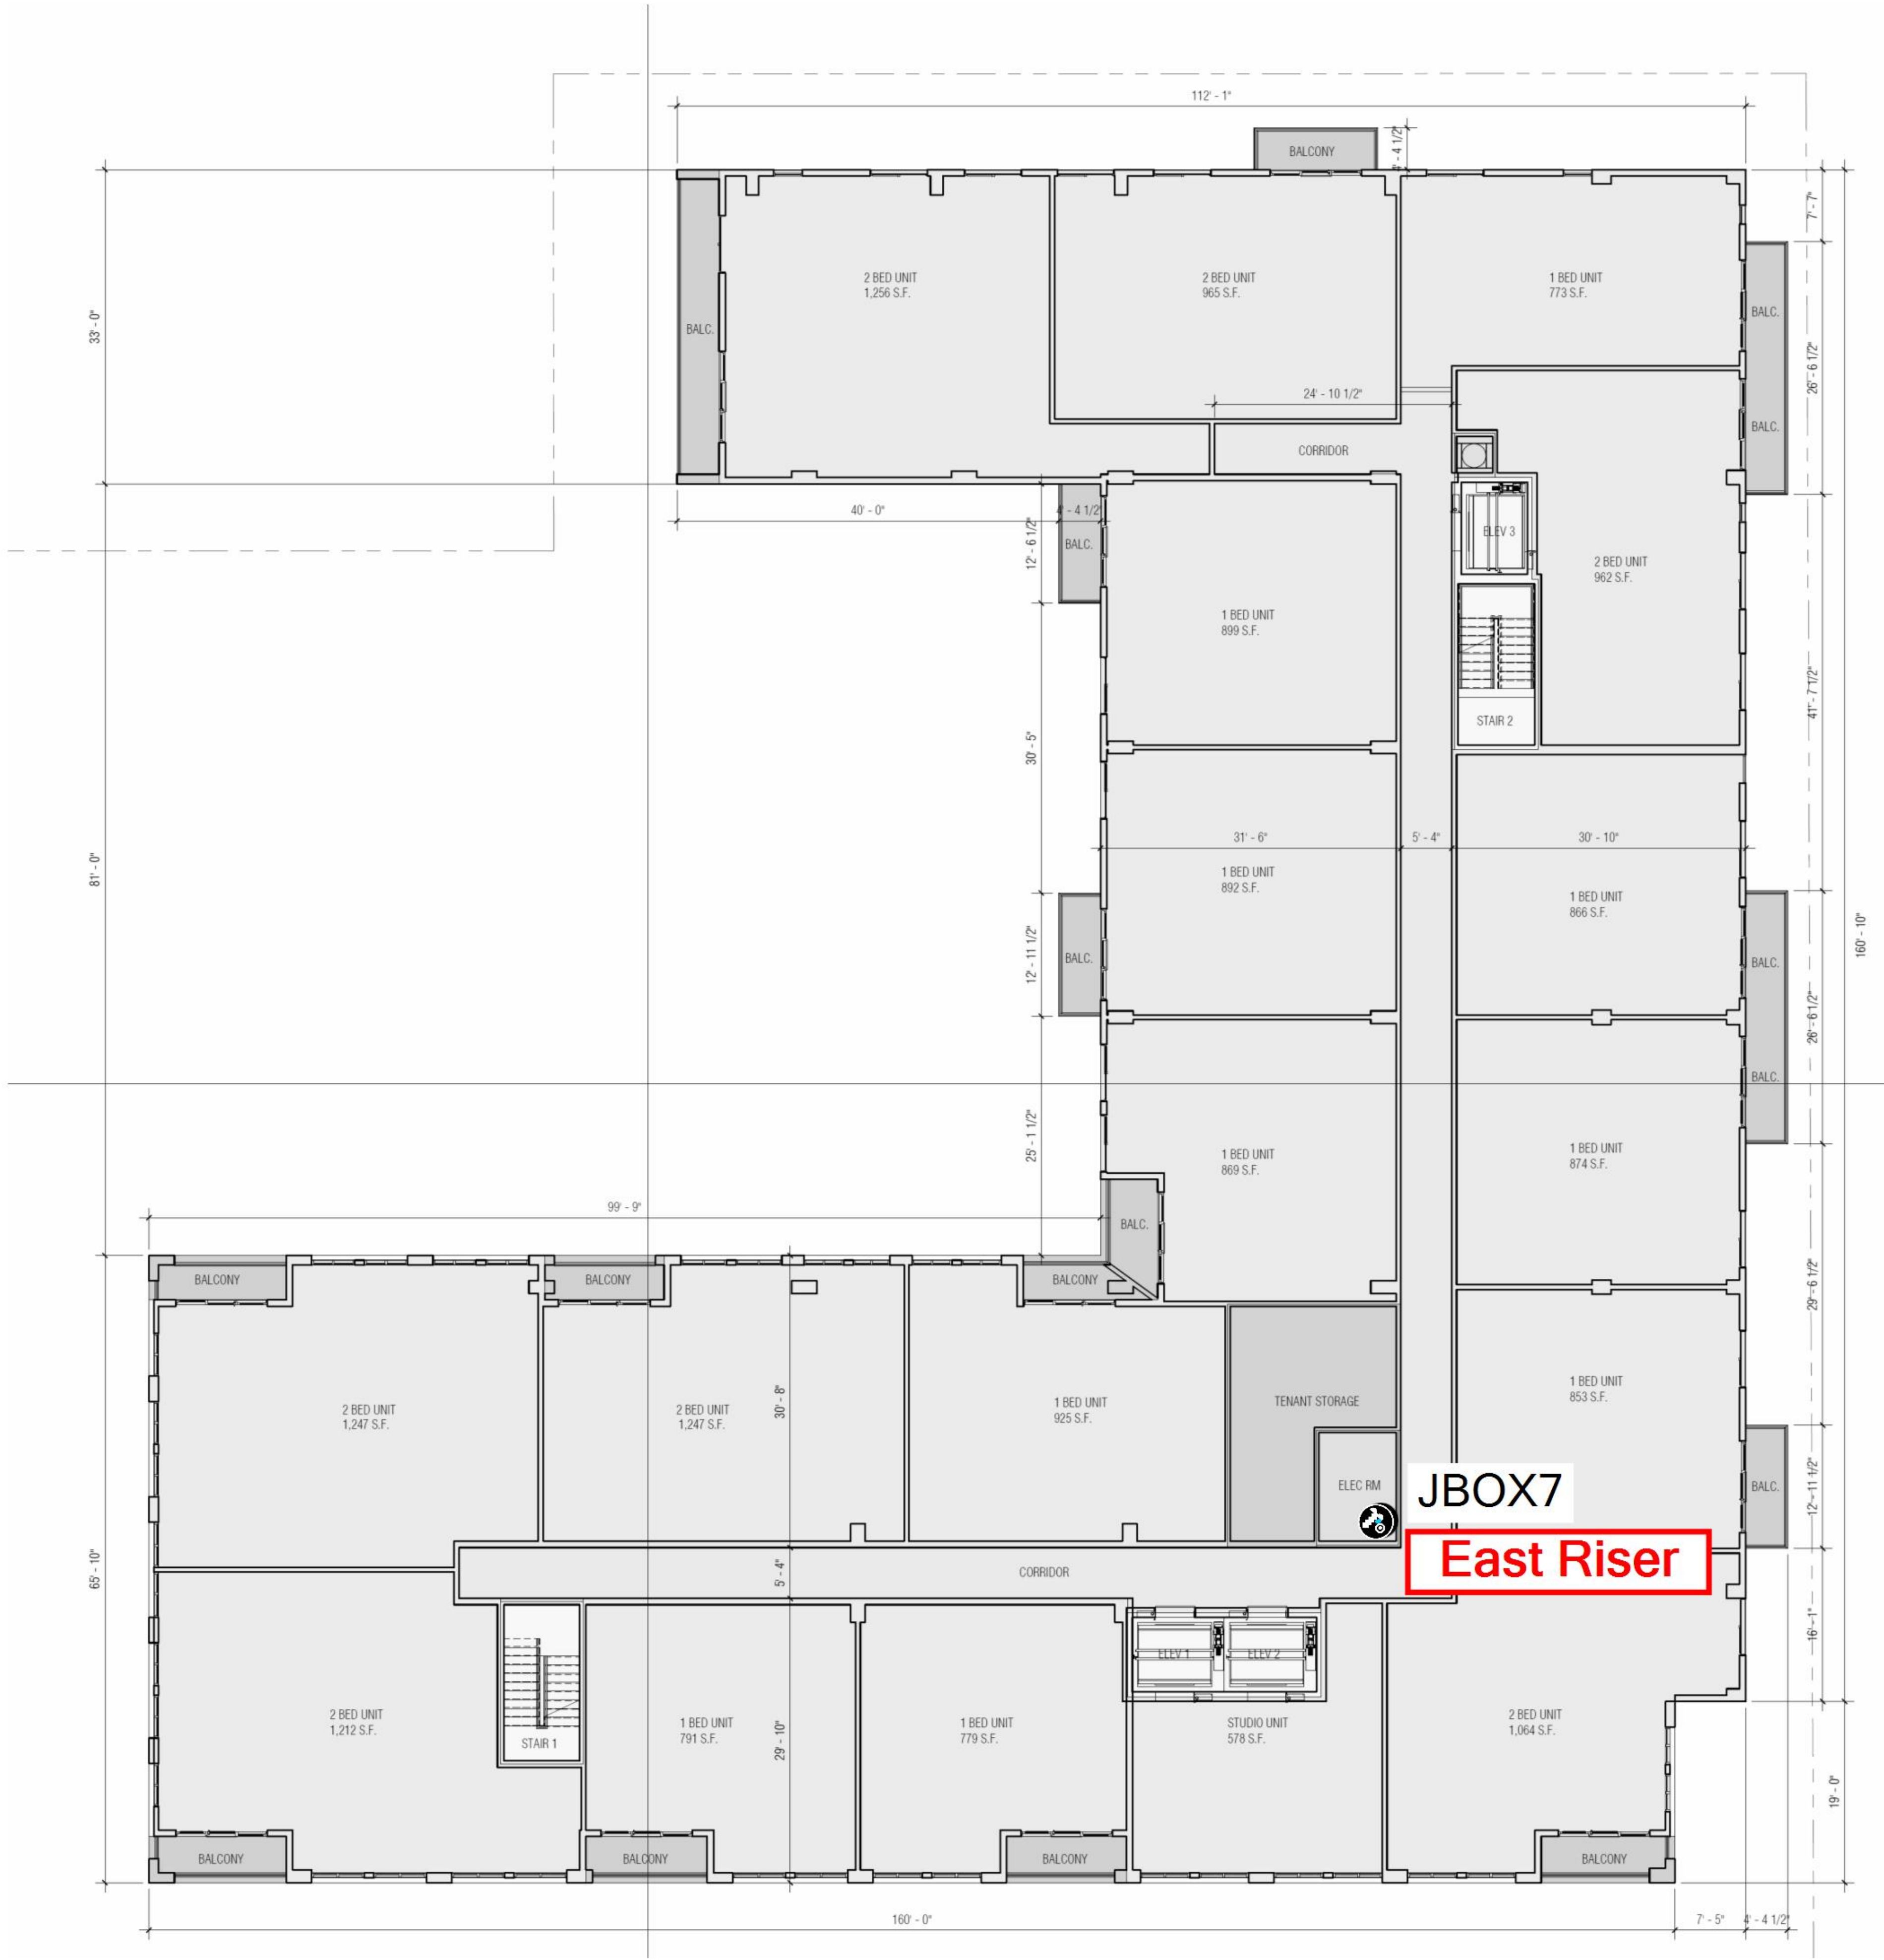 112' - 1"
BALCONY
7' - 7"
2 BED UNIT
1,256 S.F.
2 BED UNIT
965 S.F.
1 BED UNIT
773 S.F.
BALC.
BALC.
33' - 0"
26' - 6 1/2"
24' - 10 1/2"
BALC.
CORRIDOR
40' - 0"
4' - 4 1/2"
12' - 6 1/2"
BALC.
ELEV 3
2 BED UNIT
962 S.F.
1 BED UNIT
899 S.F.
41' - 7 1/2"
STAIR 2
30' - 5"
31' - 6"
5' - 4"
30' - 10"
81' - 0"
1 BED UNIT
892 S.F.
1 BED UNIT
866 S.F.
160' - 10"
12' - 11 1/2"
BALC.
BALC.
26' - 6 1/2"
BALC.
25' - 1 1/2"
1 BED UNIT
869 S.F.
1 BED UNIT
874 S.F.
99' - 9"
BALC.
BALCONY
BALCONY
BALCONY
29' - 6 1/2"
2 BED UNIT
1,247 S.F.
2 BED UNIT
1,247 S.F.
30' - 8"
1 BED UNIT
925 S.F.
TENANT STORAGE
1 BED UNIT
853 S.F.
ELEC RM
JBOX7
BALC.
12' - 11 1/2"
East Riser
65' - 10"
5' - 4"
CORRIDOR
16' - 1"
ELEV 1
ELEV 2
2 BED UNIT
1,212 S.F.
STAIR 1
1 BED UNIT
791 S.F.
29' - 10"
1 BED UNIT
779 S.F.
STUDIO UNIT
578 S.F.
2 BED UNIT
1,064 S.F.
19' - 0"
BALCONY
BALCONY
BALCONY
BALCONY
160' - 0"
7' - 5"
4' - 4 1/2"